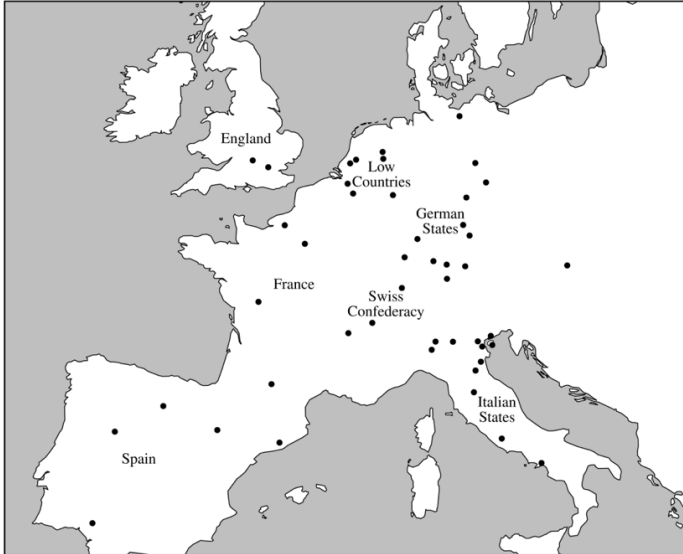 England
Low
Countries
German
States
France
Swiss
Confederacy
Italian
States
Spain